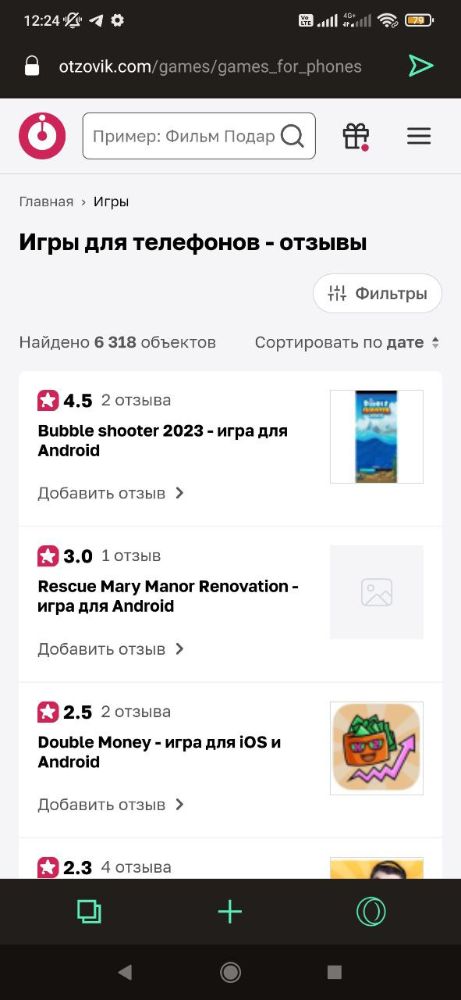 12:24
Vo LTE 4G+ 79
otzovik.com/games/games_for_phones
Пример: Фильм Подар
Главная › Игры
Игры для телефонов - отзывы
Фильтры
Найдено 6 318 объектов Сортировать по дате
4.5 2 отзыва
Bubble shooter 2023 - игра для
Android
Добавить отзыв
3.0 1 отзыв
Rescue Mary Manor Renovation -
игра для Android
Добавить отзыв
2.5 2 отзыва
Double Money - игра для iOS и
Android
Добавить отзыв
2.3 4 отзыва